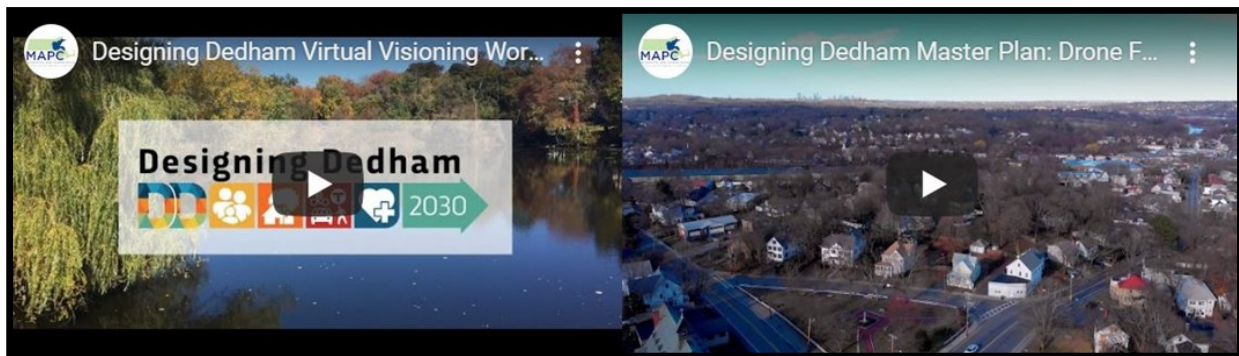 MAPC
Designing Dedham Virtual Visioning Wor...
Designing Dedham
DD
2030
MAPC
Designing Dedham Master Plan: Drone F...